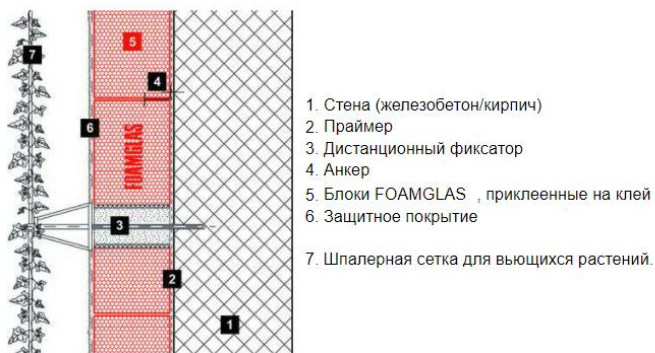 7
5
4
6
FOAMGLAS
3
2
1
1. Стена (железобетон/кирпич)
2. Праймер
3. Дистанционный фиксатор
4. Анкер
5. Блоки FOAMGLAS , приклеенные на клей
6. Защитное покрытие
7. Шпалерная сетка для вьющихся растений.